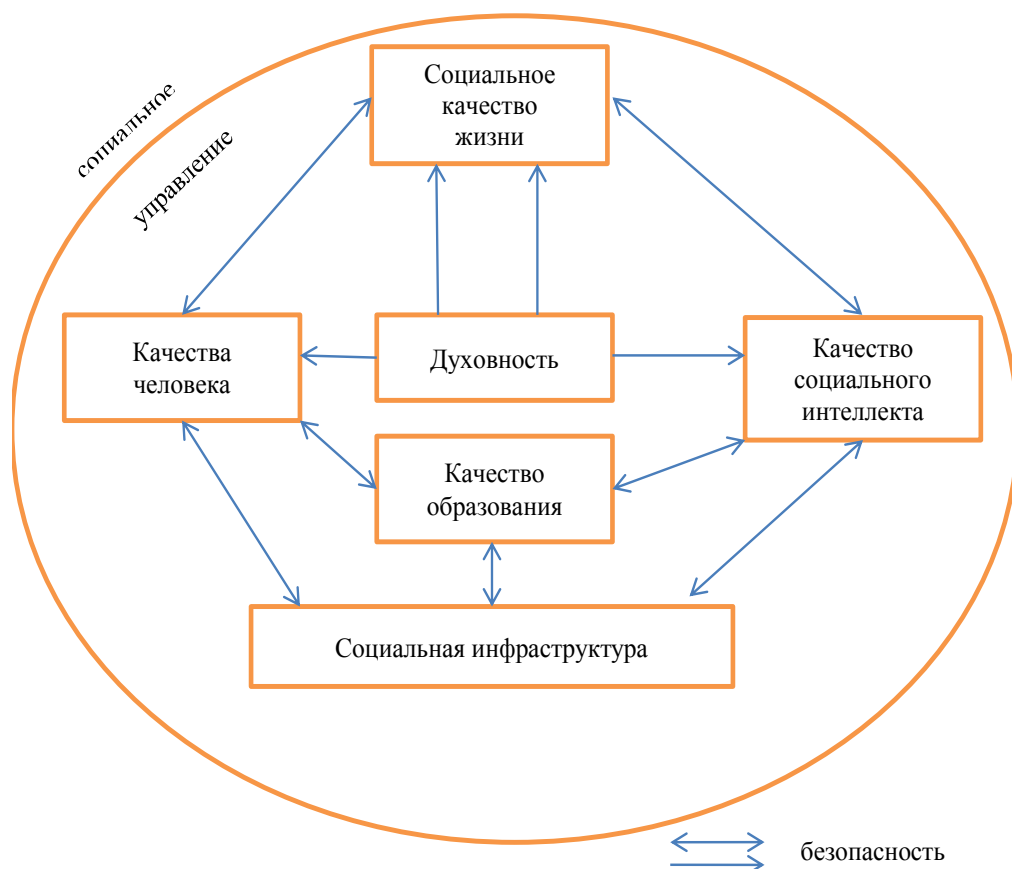 Социальное
качество
жизни
социальное
управление
Качества
человека
Духовность
Качество
социального
интеллекта
Качество
образования
Социальная инфраструктура
безопасность